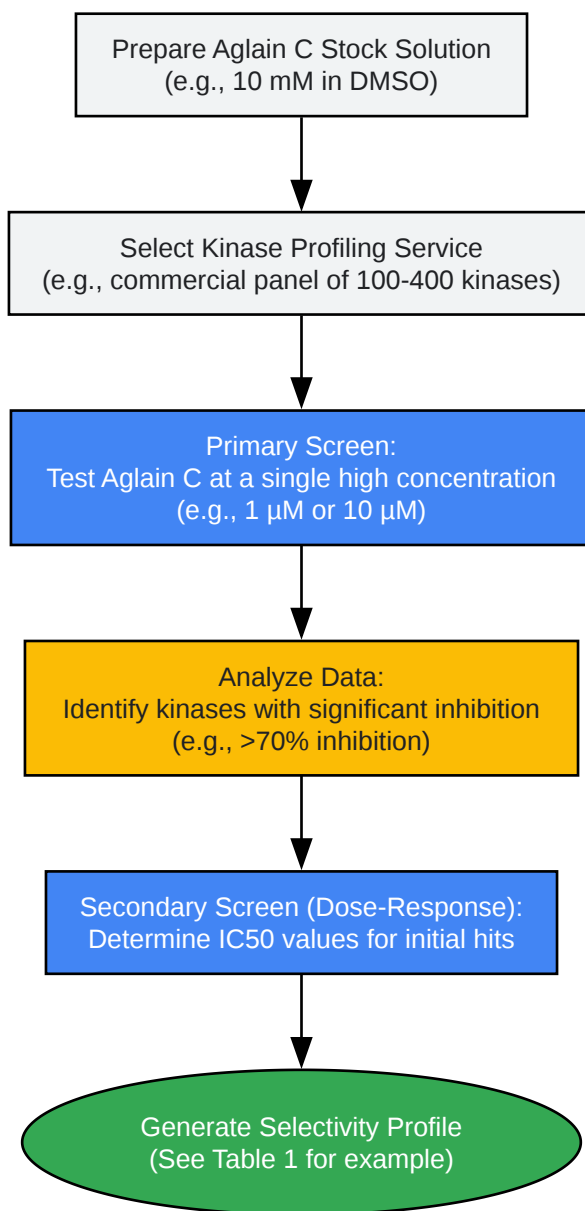 Prepare Aglain C Stock Solution
(e.g., 10 mM in DMSO)
Select Kinase Profiling Service
(e.g., commercial panel of 100-400 kinases)
Primary Screen:
Test Aglain C at a single high concentration
(e.g., 1 µM or 10 µM)
Analyze Data:
Identify kinases with significant inhibition
(e.g., >70% inhibition)
Secondary Screen (Dose-Response):
Determine IC50 values for initial hits
Generate Selectivity Profile
(See Table 1 for example)